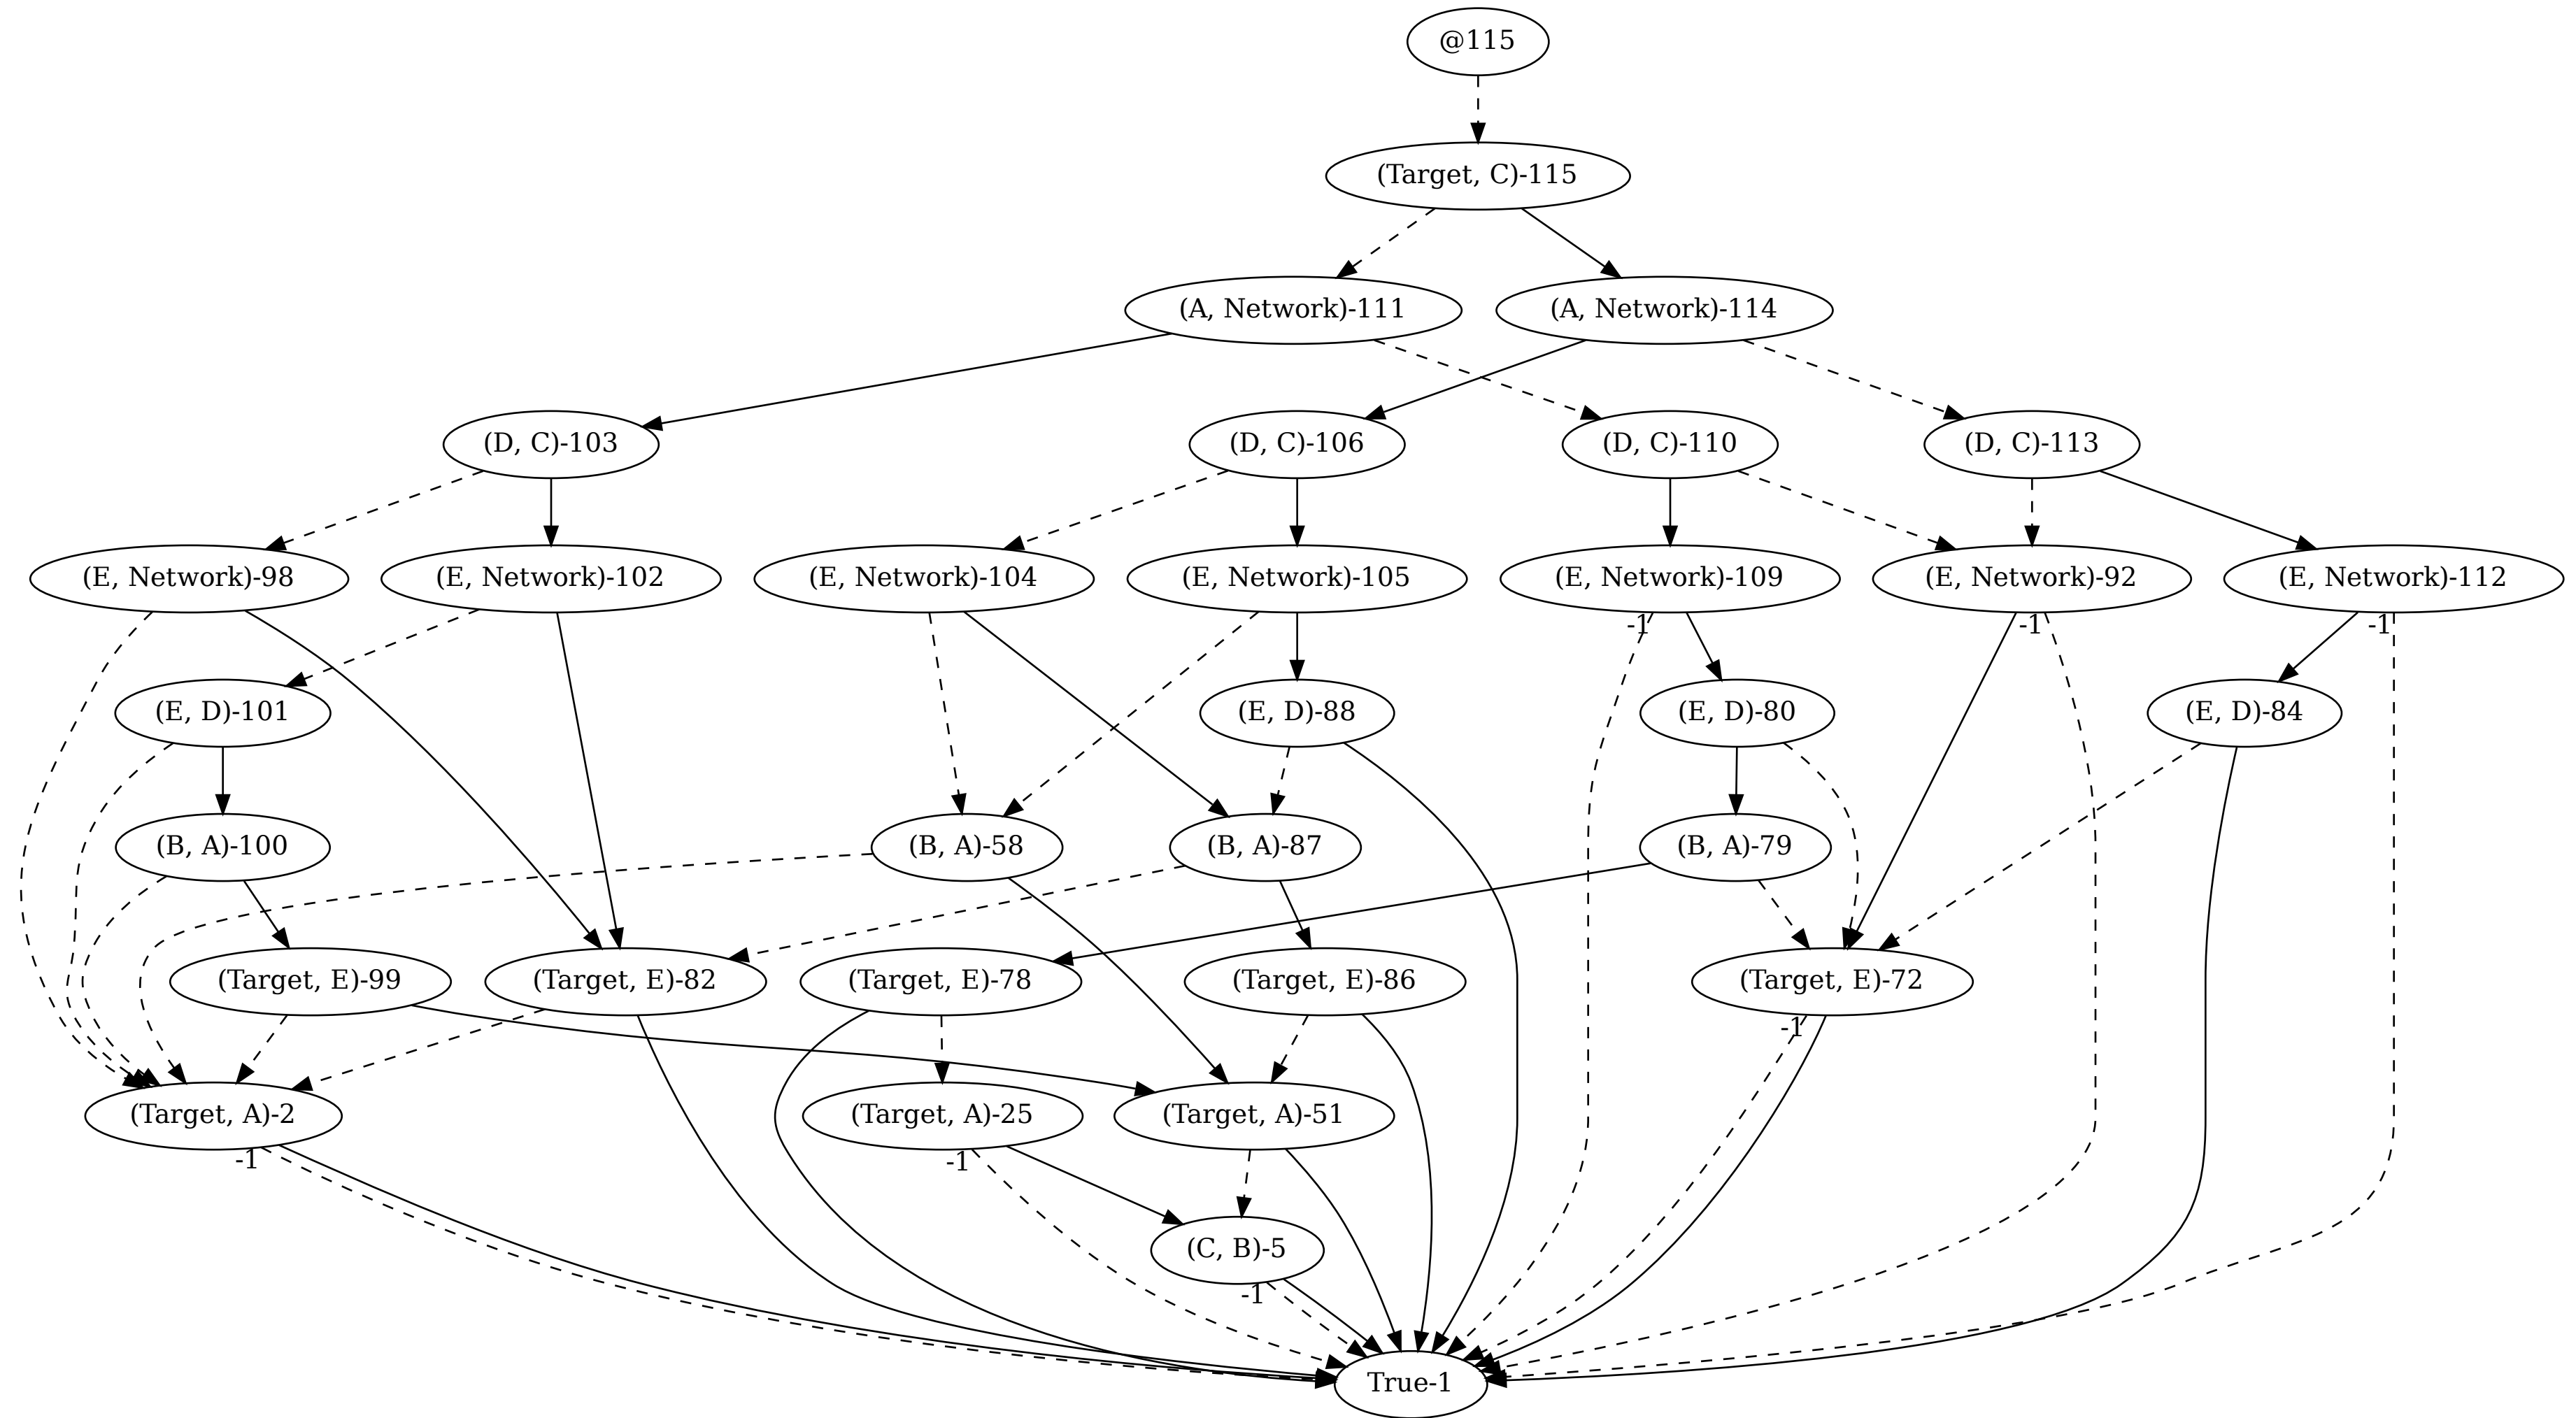 @115
(Target, C)-115
(A, Network)-111
(A, Network)-114
(D, C)-103
(D, C)-106
(D, C)-110
(D, C)-113
(E, Network)-98
(E, Network)-102
(E, Network)-104
(E, Network)-105
(E, Network)-109
(E, Network)-92
(E, Network)-112
-1
-1
-1
(E, D)-101
(E, D)-88
(E, D)-80
(E, D)-84
(B, A)-100
(B, A)-58
(B, A)-87
(B, A)-79
(Target, E)-99
(Target, E)-82
(Target, E)-78
(Target, E)-86
(Target, E)-72
-1
(Target, A)-2
(Target, A)-25
(Target, A)-51
-1
-1
(C, B)-5
-1
True-1